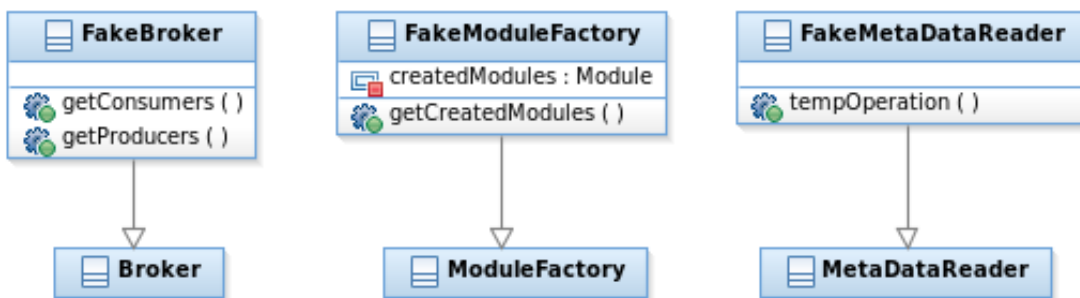 FakeBroker
getConsumers ( )
getProducers ( )
Broker
FakeModuleFactory
createdModules : Module
getCreatedModules ( )
ModuleFactory
FakeMetaDataReader
tempOperation ( )
MetaDataReader